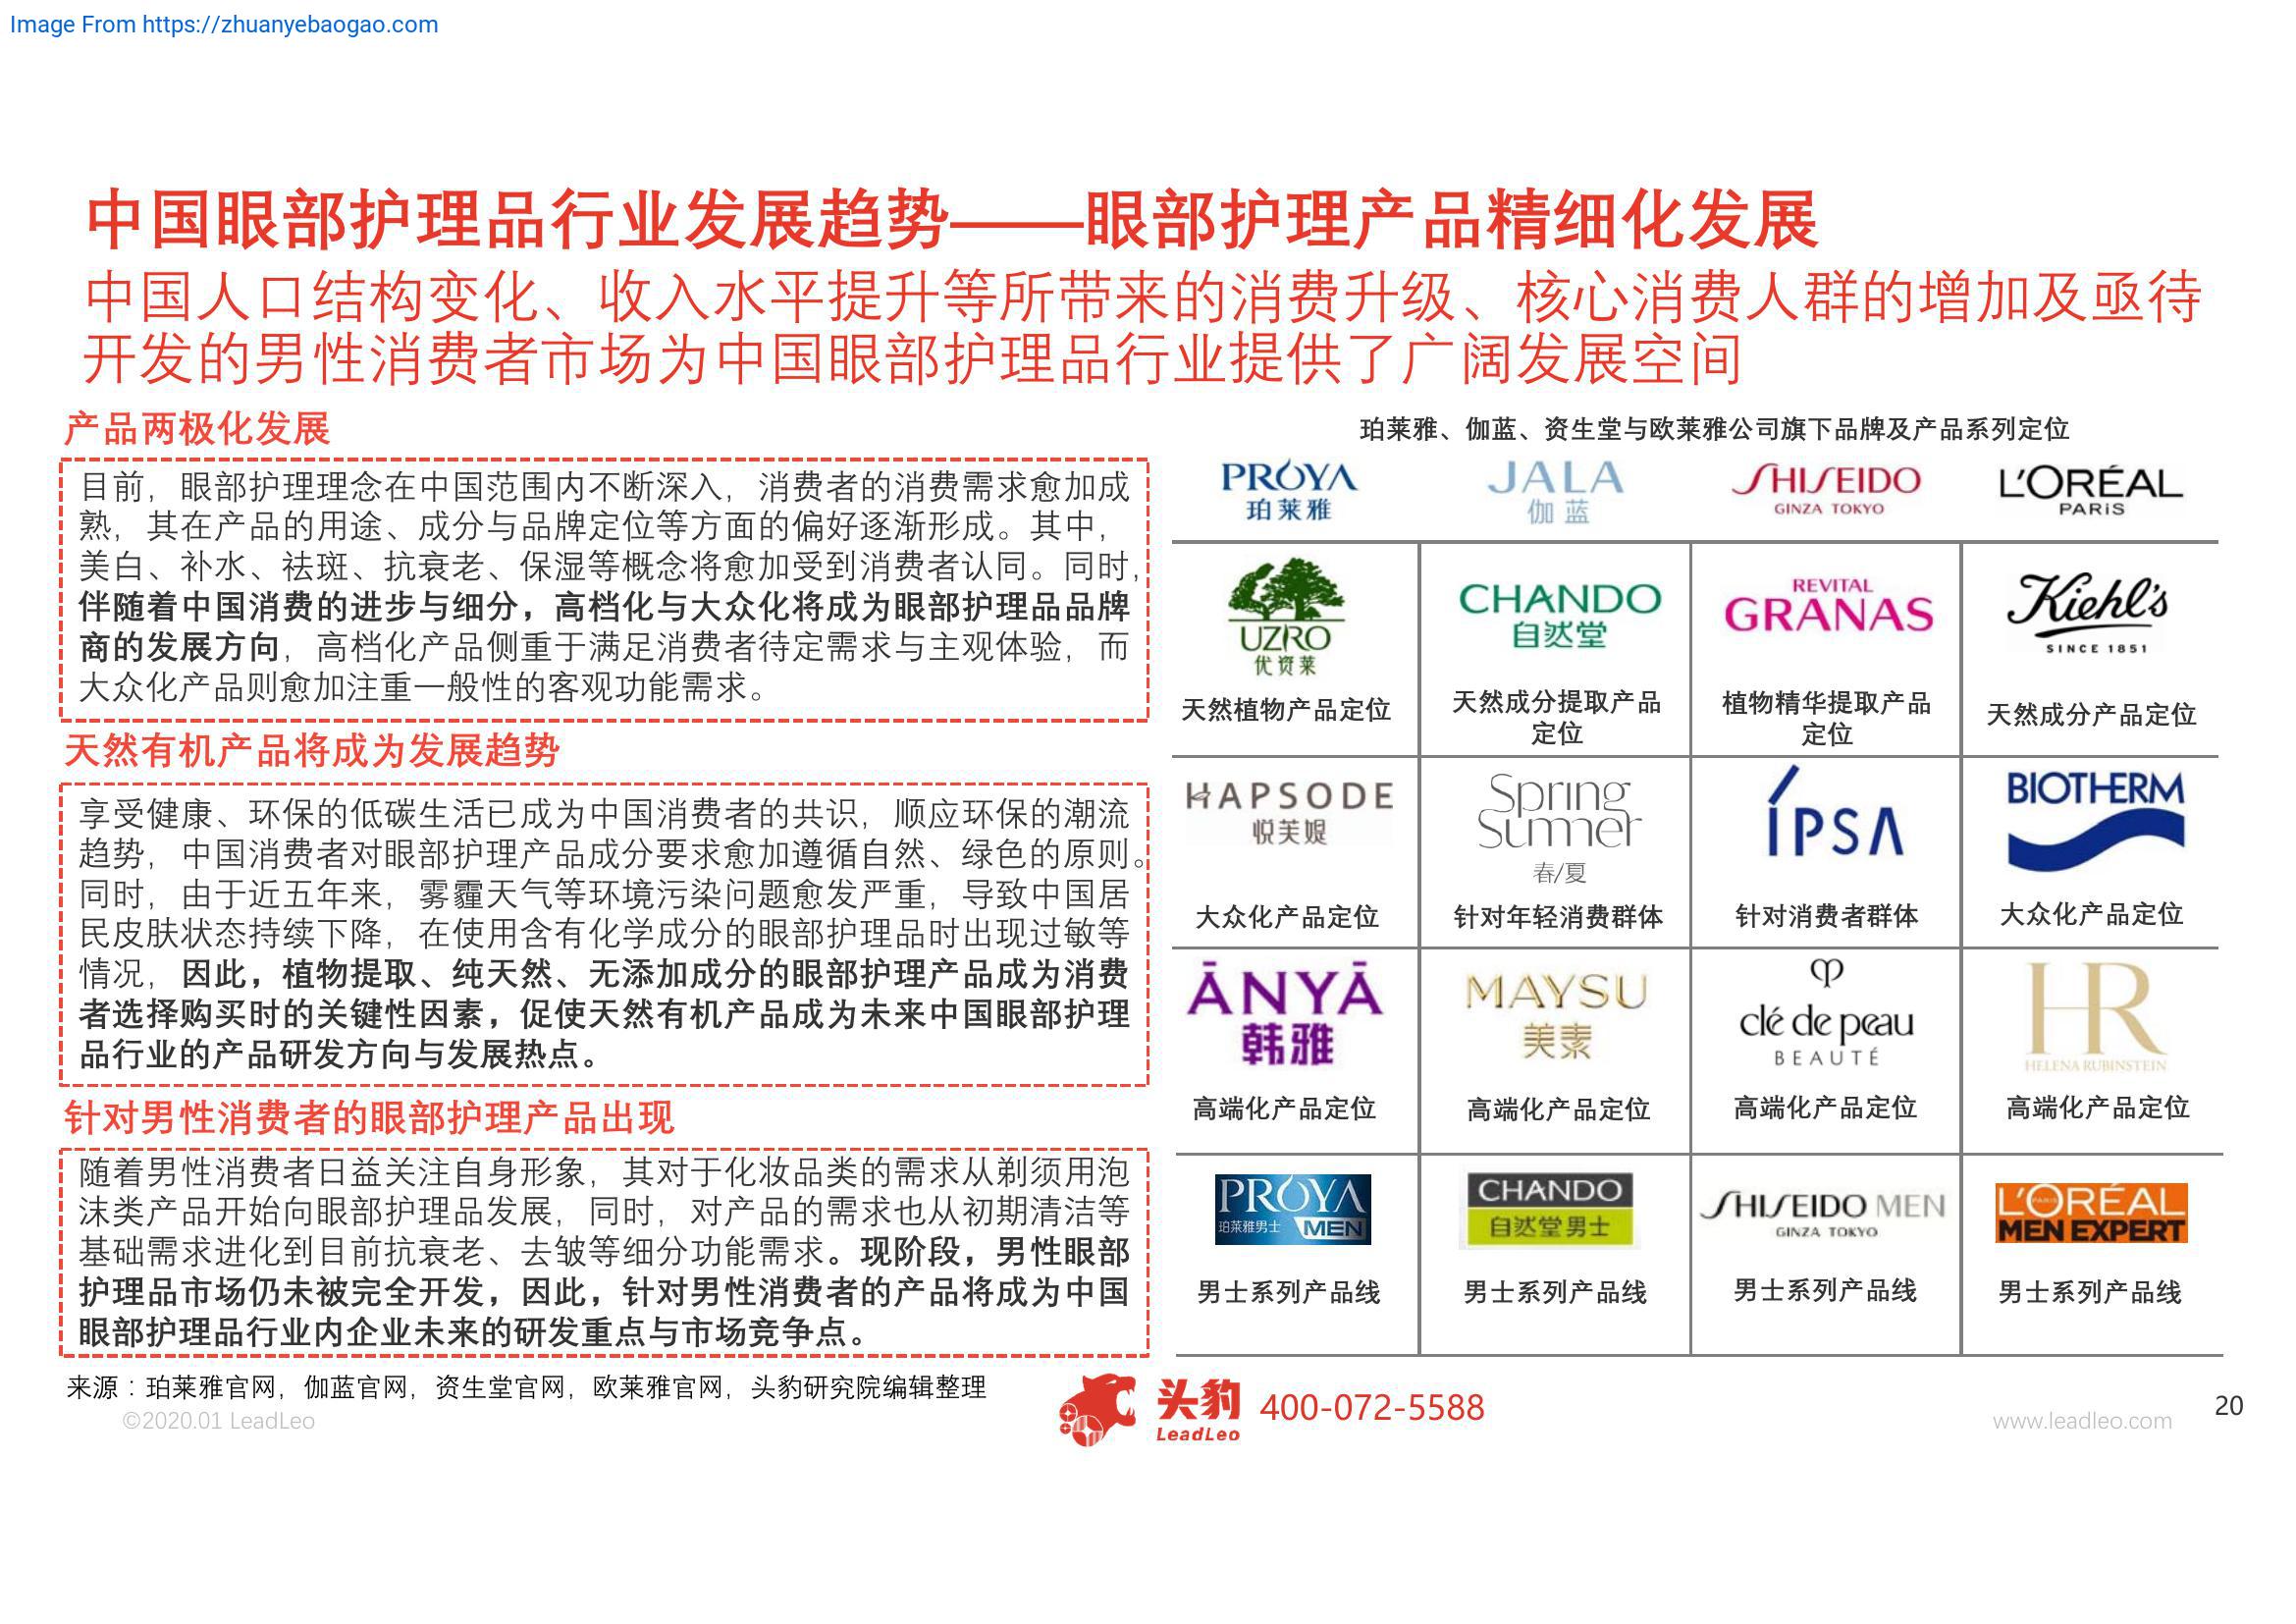 Image From https://zhuanyebaogao.com
中国眼部护理品行业发展趋势——眼部护理产品精细化发展
中国人口结构变化、收入水平提升等所带来的消费升级、核心消费人群的增加及亟待
开发的男性消费者市场为中国眼部护理品行业提供了广阔发展空间
产品两极化发展
目前，眼部护理理念在中国范围内不断深入，消费者的消费需求愈加成
熟，其在产品的用途、成分与品牌定位等方面的偏好逐渐形成。其中，
美白、补水、祛斑、抗衰老、保湿等概念将愈加受到消费者认同。同时，
伴随着中国消费的进步与细分，高档化与大众化将成为眼部护理品品牌
商的发展方向，高档化产品侧重于满足消费者待定需求与主观体验，而
大众化产品则愈加注重一般性的客观功能需求。
天然有机产品将成为发展趋势
享受健康、环保的低碳生活已成为中国消费者的共识，顺应环保的潮流
趋势，中国消费者对眼部护理产品成分要求愈加遵循自然、绿色的原则。
同时，由于近五年来，雾霾天气等环境污染问题愈发严重，导致中国居
民皮肤状态持续下降，在使用含有化学成分的眼部护理品时出现过敏等
情况，因此，植物提取、纯天然、无添加成分的眼部护理产品成为消费
者选择购买时的关键性因素，促使天然有机产品成为未来中国眼部护理
品行业的产品研发方向与发展热点。
针对男性消费者的眼部护理产品出现
随着男性消费者日益关注自身形象，其对于化妆品类的需求从剃须用泡
沫类产品开始向眼部护理品发展，同时，对产品的需求也从初期清洁等
基础需求进化到目前抗衰老、去皱等细分功能需求。现阶段，男性眼部
护理品市场仍未被完全开发，因此，针对男性消费者的产品将成为中国
眼部护理品行业内企业未来的研发重点与市场竞争点。
珀莱雅、伽蓝、资生堂与欧莱雅公司旗下品牌及产品系列定位
PRÓYA
珀莱雅
JALA
伽蓝
SHISEIDO
GINZA TOKYO
L'ORÉAL
PARiS
UZRO
优资莱
天然植物产品定位
CHANDO
自然堂
天然成分提取产品
定位
REVITAL
GRANAS
植物精华提取产品
定位
Kiehl's
SINCE 1851
天然成分产品定位
HAPSODE
悦芙媞
大众化产品定位
Spring
Summer
春/夏
针对年轻消费群体
IPSA
针对消费者群体
BIOTHERM
大众化产品定位
ĀNYĀ
韩雅
高端化产品定位
MAYSU
美素
高端化产品定位
clé de peau
BEAUTÉ
高端化产品定位
HR
HELENA RUBINSTEIN
高端化产品定位
PRÓYA
珀莱雅男士 MEN
男士系列产品线
CHANDO
自然堂男士
男士系列产品线
SHISEIDO MEN
GINZA TOKYO
男士系列产品线
L'ORÉAL
PARIS
MEN EXPERT
男士系列产品线
来源：珀莱雅官网，伽蓝官网，资生堂官网，欧莱雅官网，头豹研究院编辑整理
©2020.01 LeadLeo
头豹
LeadLeo
400-072-5588
www.leadleo.com
20